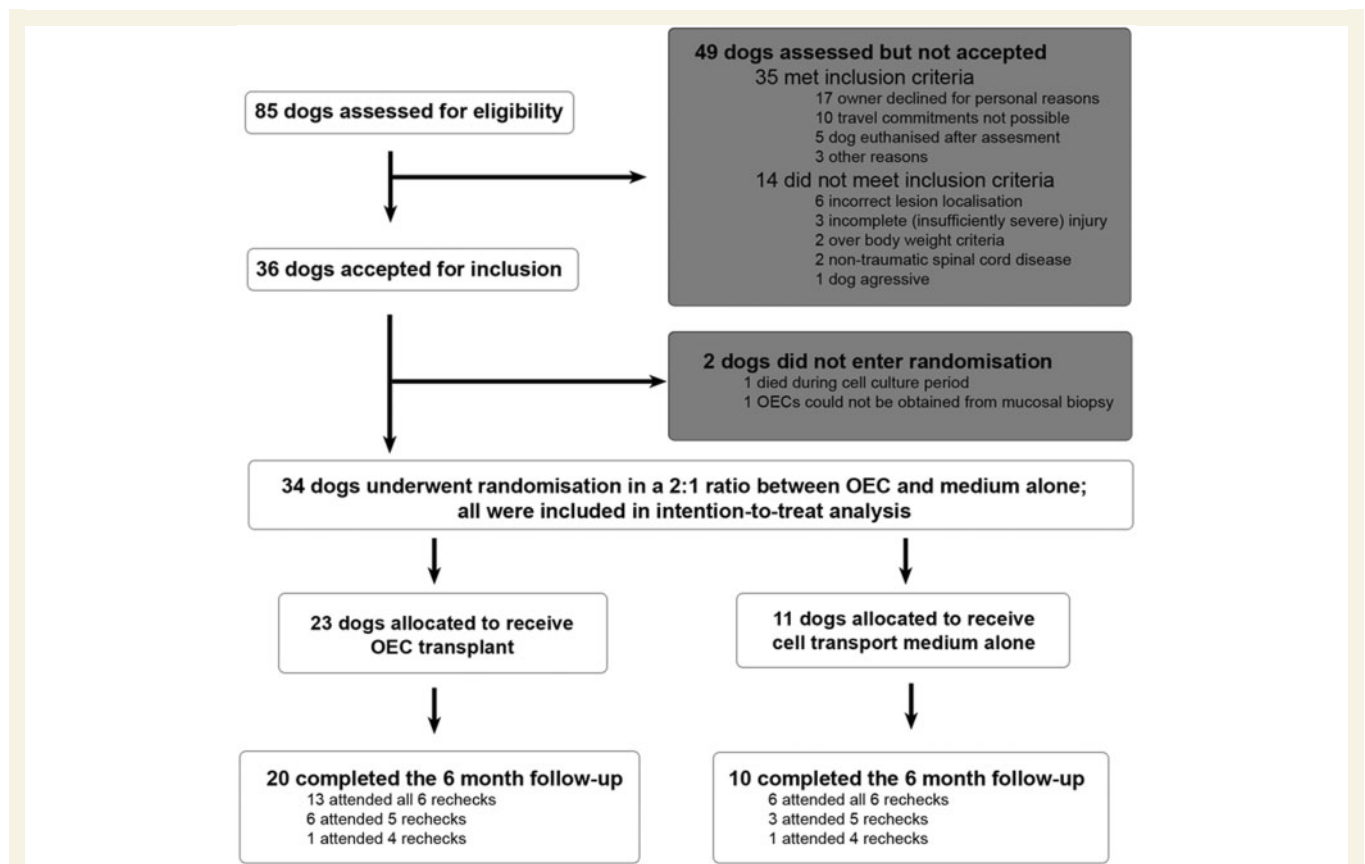 85 dogs assessed for eligibility
49 dogs assessed but not accepted
35 met inclusion criteria
17 owner declined for personal reasons
10 travel commitments not possible
5 dog euthanised after assesment
3 other reasons
14 did not meet inclusion criteria
6 incorrect lesion localisation
3 incomplete (insufficiently severe) injury
2 over body weight criteria
2 non-traumatic spinal cord disease
1 dog agressive
36 dogs accepted for inclusion
2 dogs did not enter randomisation
1 died during cell culture period
1 OECs could not be obtained from mucosal biopsy
34 dogs underwent randomisation in a 2:1 ratio between OEC and medium alone;
all were included in intention-to-treat analysis
23 dogs allocated to receive
OEC transplant
11 dogs allocated to receive
cell transport medium alone
20 completed the 6 month follow-up
13 attended all 6 rechecks
6 attended 5 rechecks
1 attended 4 rechecks
10 completed the 6 month follow-up
6 attended all 6 rechecks
3 attended 5 rechecks
1 attended 4 rechecks